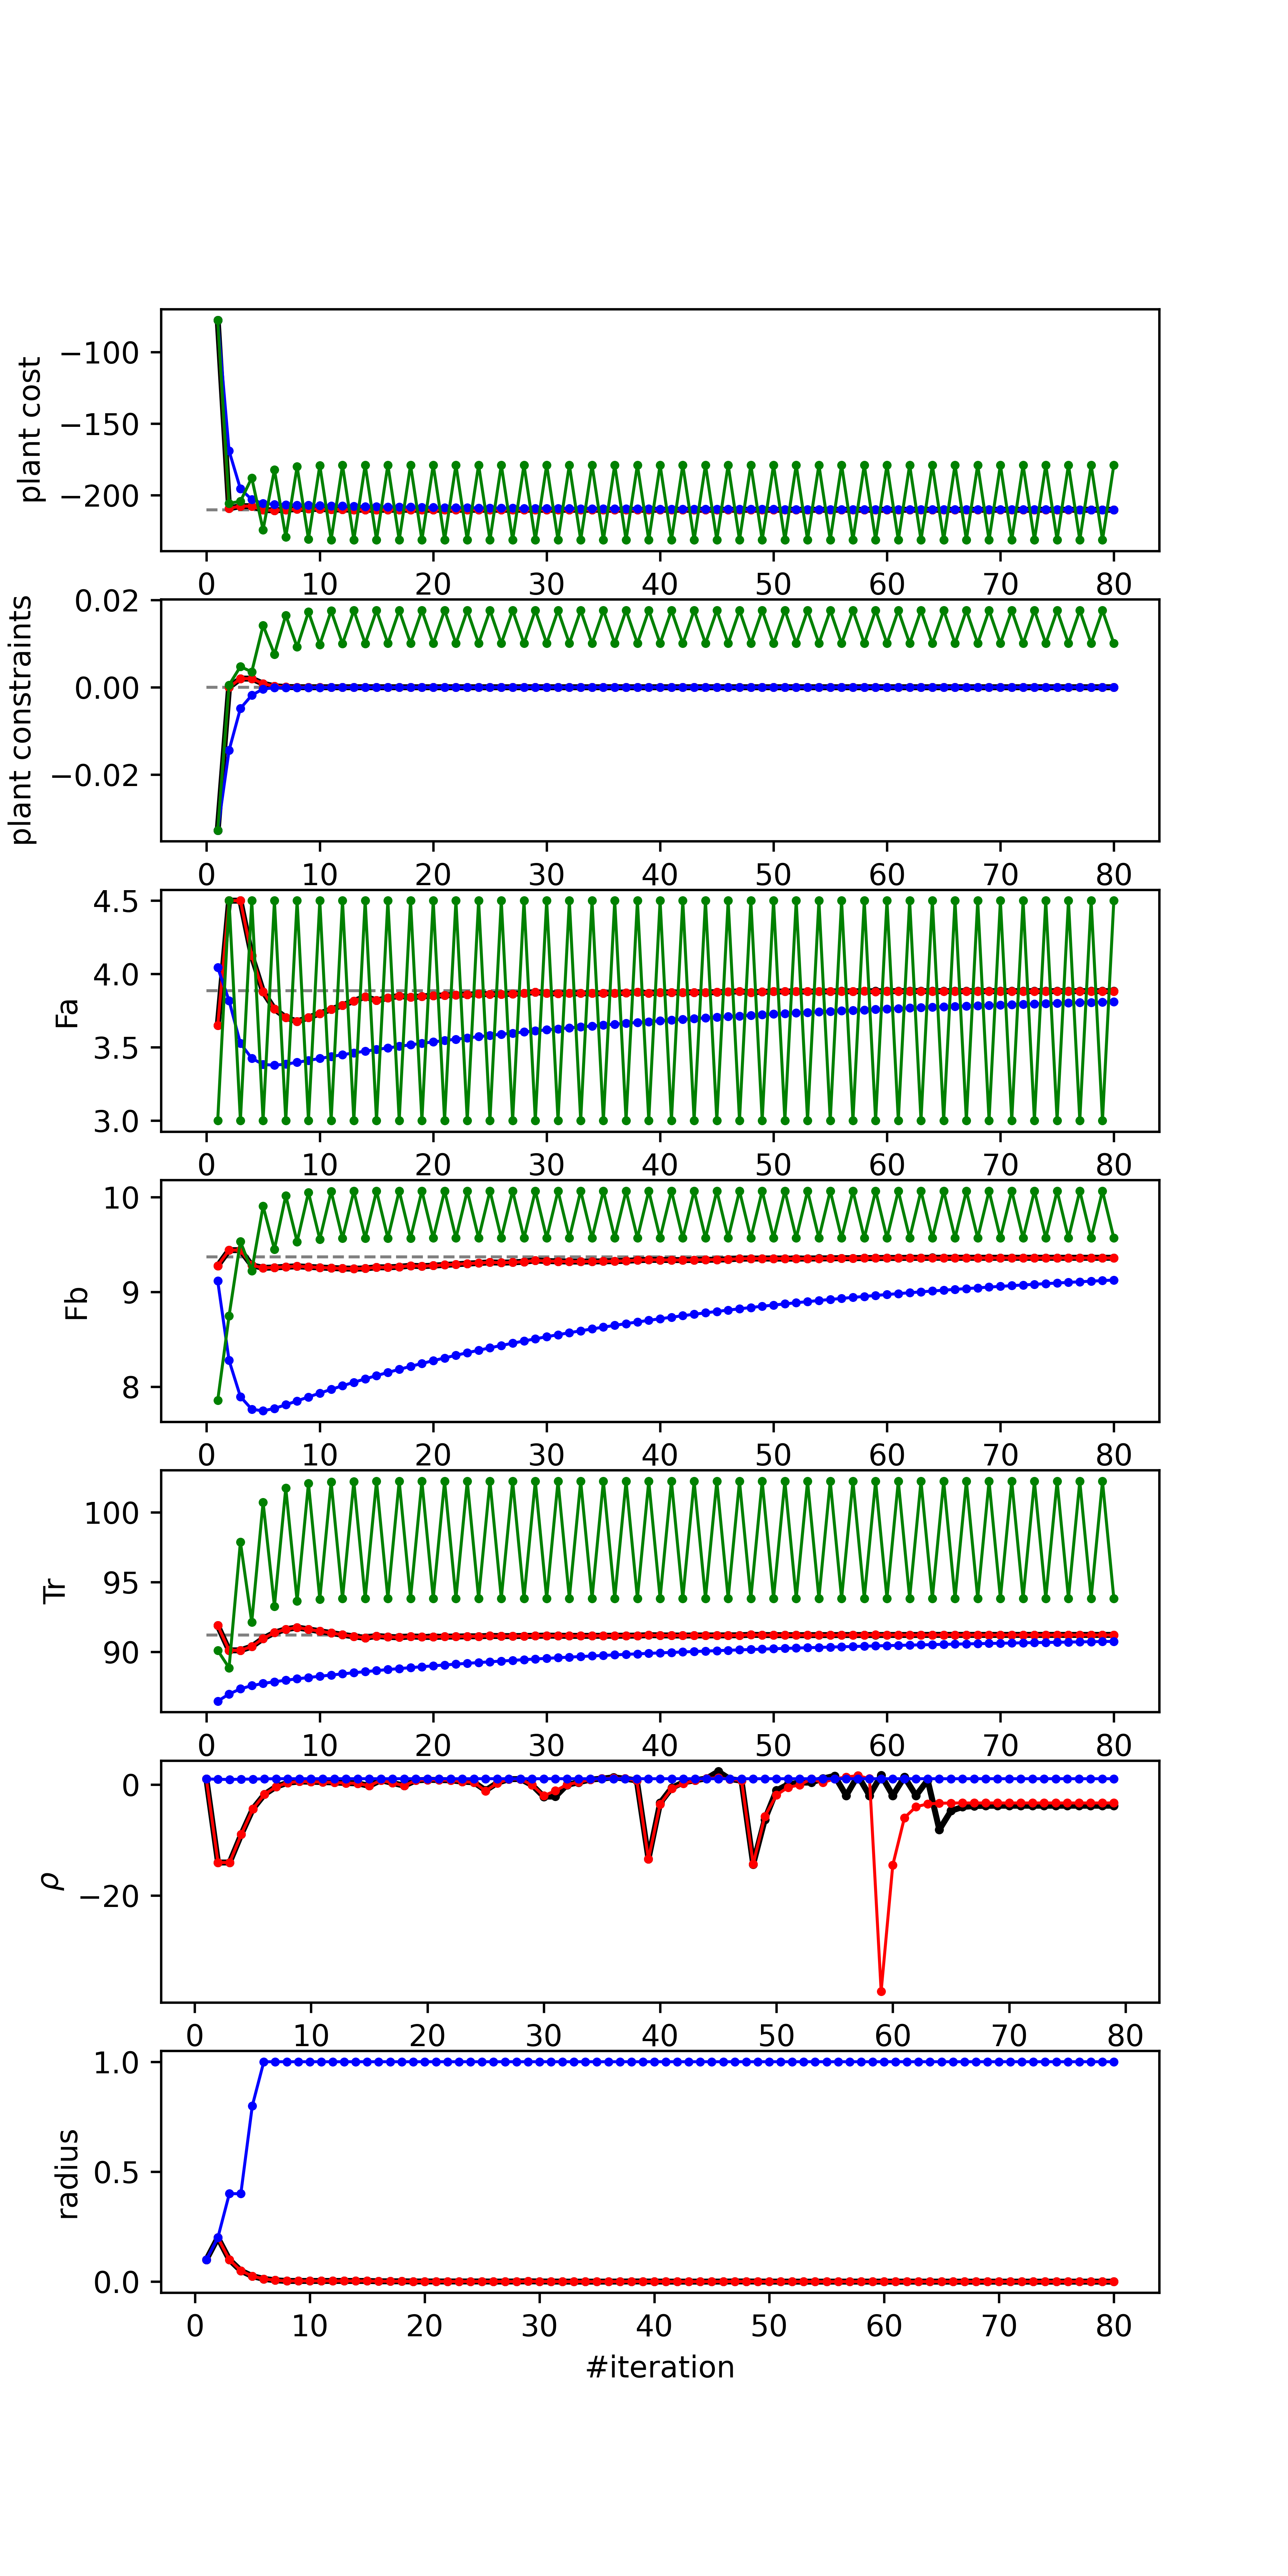 plant cost
−100
−150
−200
0 10 20 30 40 50 60 70 80
plant constraints
0.02
0.00
−0.02
0 10 20 30 40 50 60 70 80
Fa
4.5
4.0
3.5
3.0
0 10 20 30 40 50 60 70 80
Fb
10
9
8
0 10 20 30 40 50 60 70 80
Tr
100
95
90
0 10 20 30 40 50 60 70 80
ρ
0
−20
0 10 20 30 40 50 60 70 80
radius
1.0
0.5
0.0
0 10 20 30 40 50 60 70 80
#iteration